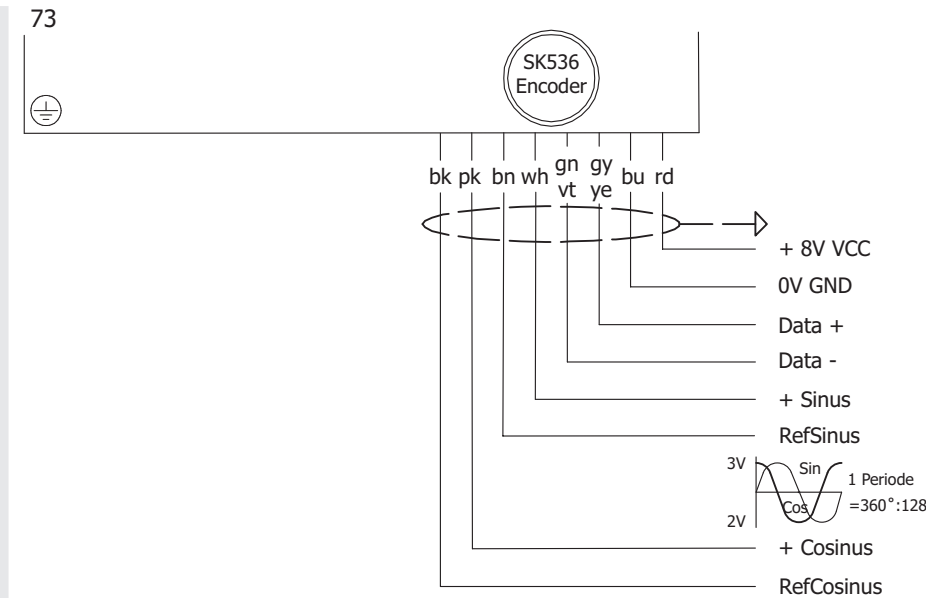 73
SK536
Encoder
bk pk bn wh gn gy bu rd
vt ye
+ 8V VCC
0V GND
Data +
Data -
+ Sinus
RefSinus
3V Sin
1 Periode
Cos =360°:128
2V
+ Cosinus
RefCosinus